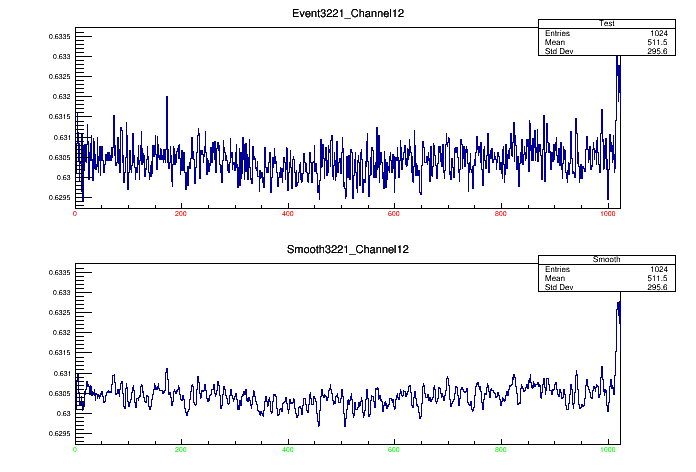 Event3221_Channel12
Test
Entries 1024
Mean 511.5
Std Dev 295.6
0.6335
0.633
0.6325
0.632
0.6315
0.631
0.6305
0.63
0.6295
0 200 400 600 800 1000
Smooth3221_Channel12
Smooth
Entries 1024
Mean 511.5
Std Dev 295.6
0.6335
0.633
0.6325
0.632
0.6315
0.631
0.6305
0.63
0.6295
0 200 400 600 800 1000